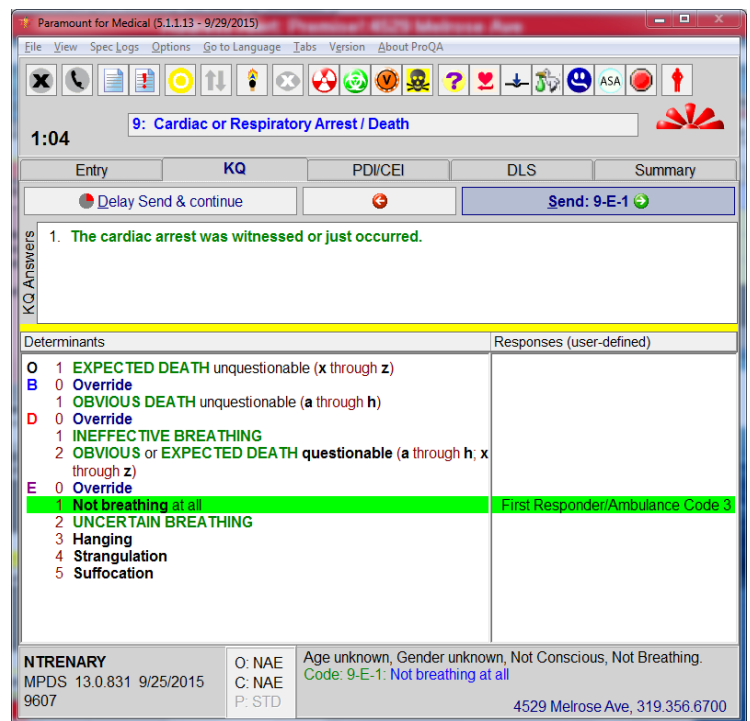 Paramount for Medical (5.1.1.13 - 9/29/2015)
File View Spec Logs Options Go to Language Tabs Version About ProQA
V ? ASA
1:04
9: Cardiac or Respiratory Arrest / Death
Entry KQ PDI/CEI DLS Summary
Delay Send & continue Send: 9-E-1
KQ Answers
1. The cardiac arrest was witnessed or just occurred.
Determinants Responses (user-defined)
O 1 EXPECTED DEATH unquestionable (x through z)
B 0 Override
1 OBVIOUS DEATH unquestionable (a through h)
D 0 Override
1 INEFFECTIVE BREATHING
2 OBVIOUS or EXPECTED DEATH questionable (a through h; x
through z)
E 0 Override
1 Not breathing at all First Responder/Ambulance Code 3
2 UNCERTAIN BREATHING
3 Hanging
4 Strangulation
5 Suffocation
NTRENARY
MPDS 13.0.831 9/25/2015
9607
O: NAE
C: NAE
P: STD
Age unknown, Gender unknown, Not Conscious, Not Breathing.
Code: 9-E-1: Not breathing at all
4529 Melrose Ave, 319.356.6700